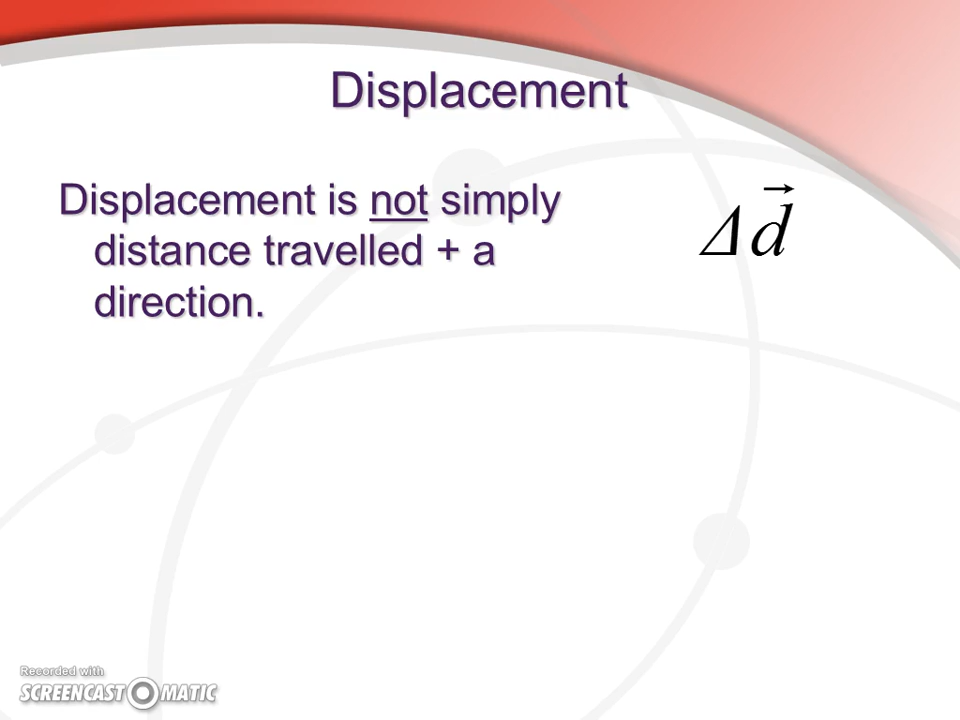 Displacement
Displacement is not simply
distance travelled + a
direction.
Δd⃗
Recorded with
SCREENCAST MATIC